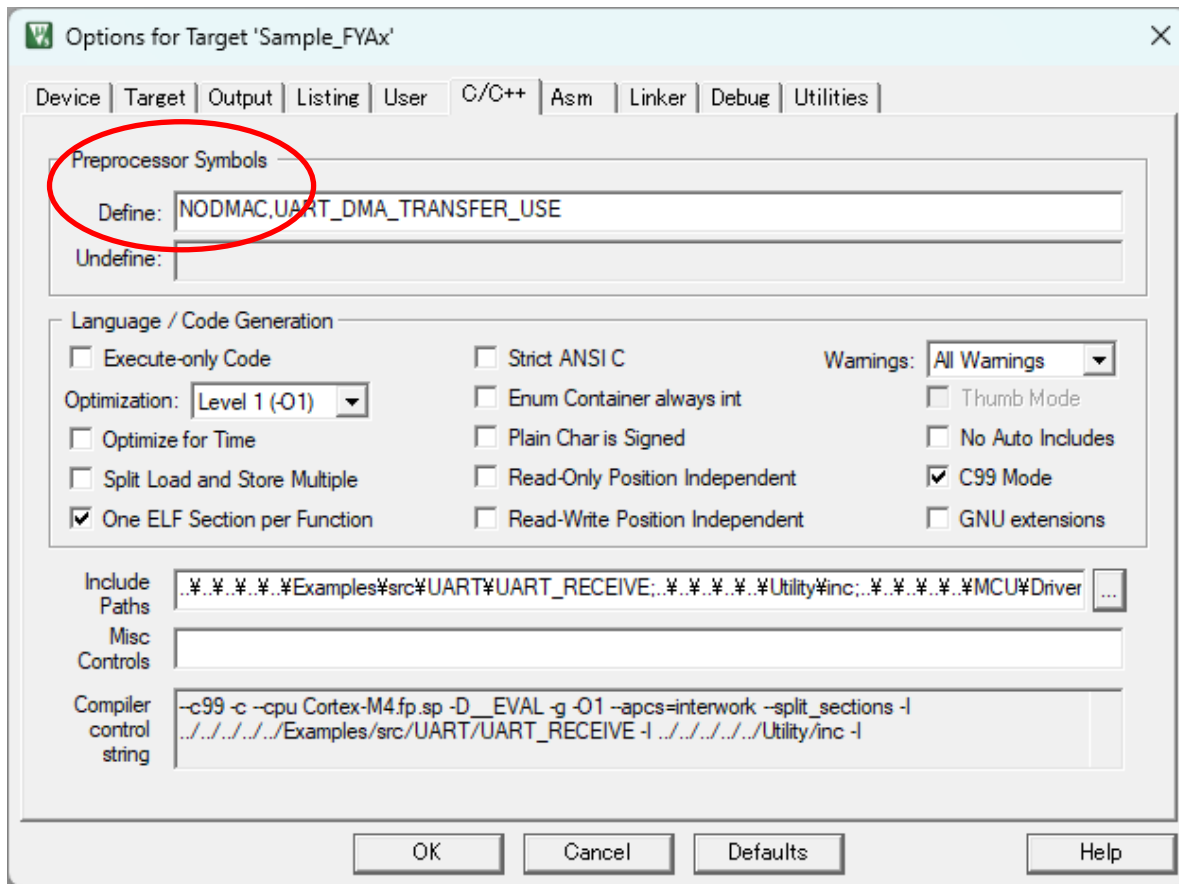 Options for Target 'Sample_FYAx'
Device | Target | Output | Listing | User C/C++ Asm | Linker | Debug | Utilities
Preprocessor Symbols
Define: NODMAC,UART_DMA_TRANSFER_USE
Undefine:
Language / Code Generation
Execute-only Code Strict ANSI C Warnings: All Warnings
Optimization: Level 1 (-O1) Enum Container always int Thumb Mode
Optimize for Time Plain Char is Signed No Auto Includes
Split Load and Store Multiple Read-Only Position Independent C99 Mode
One ELF Section per Function Read-Write Position Independent GNU extensions
Include Paths ..¥..¥..¥..¥..¥Examples¥src¥UART¥UART_RECEIVE;..¥..¥..¥..¥..¥Utility¥inc;..¥..¥..¥..¥..¥MCU¥Driver ...
Misc Controls
Compiler control string --c99 -c --cpu Cortex-M4.fp.sp -D__EVAL -g -O1 --apcs=interwork --split_sections -I
../../../../../Examples/src/UART/UART_RECEIVE -I ../../../../../Utility/inc -I
OK Cancel Defaults Help